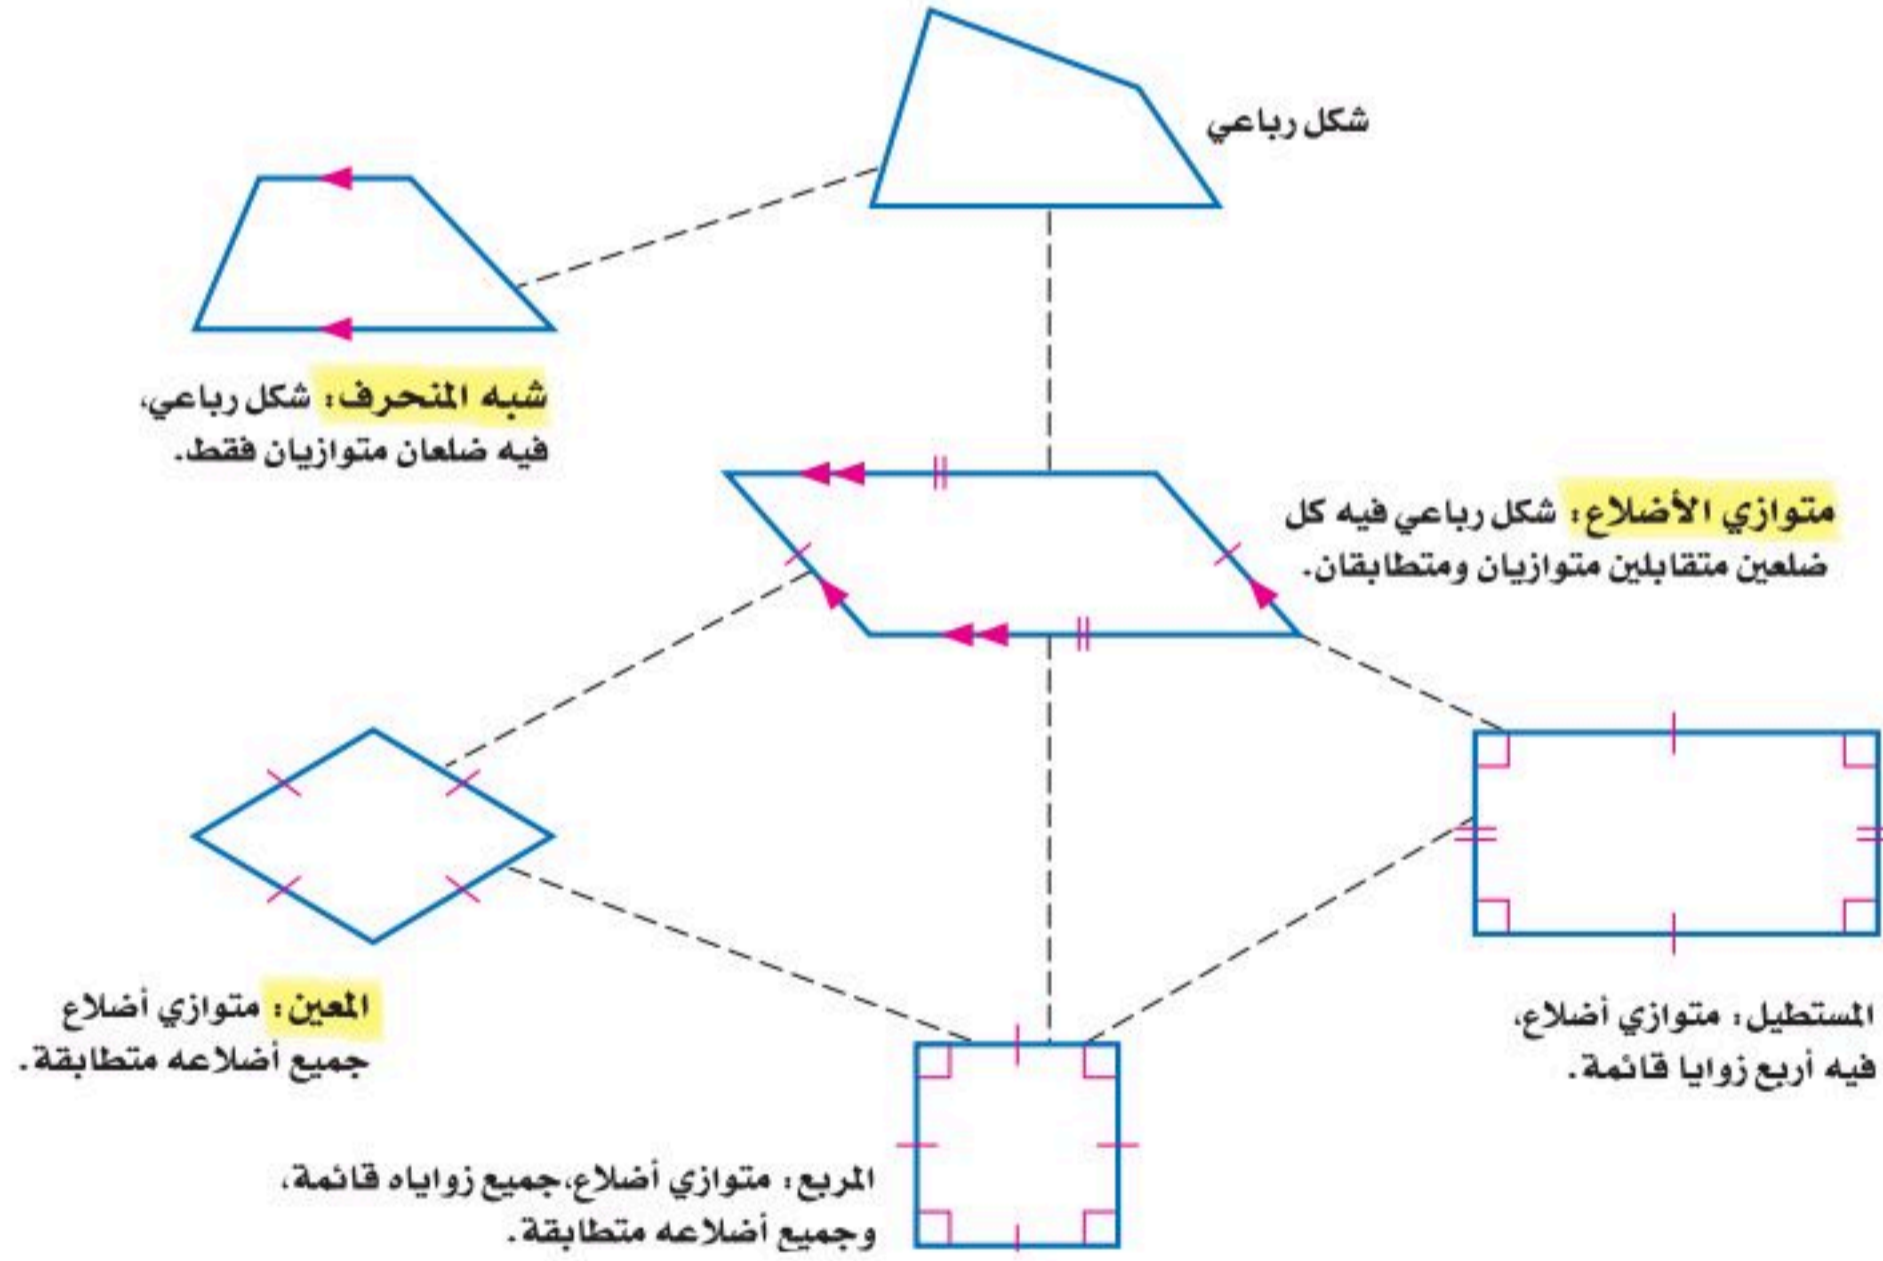 شكل رباعي
شبه المنحرف: شكل رباعي،
فيه ضلعان متوازيان فقط.
متوازي الأضلاع: شكل رباعي فيه كل
ضلعين متقابلين متوازيان ومتطابقان.
المستطيل: متوازي أضلاع،
فيه أربع زوايا قائمة.
المعين: متوازي أضلاع
جميع أضلاعه متطابقة.
المربع: متوازي أضلاع،جميع زواياه قائمة،
وجميع أضلاعه متطابقة.